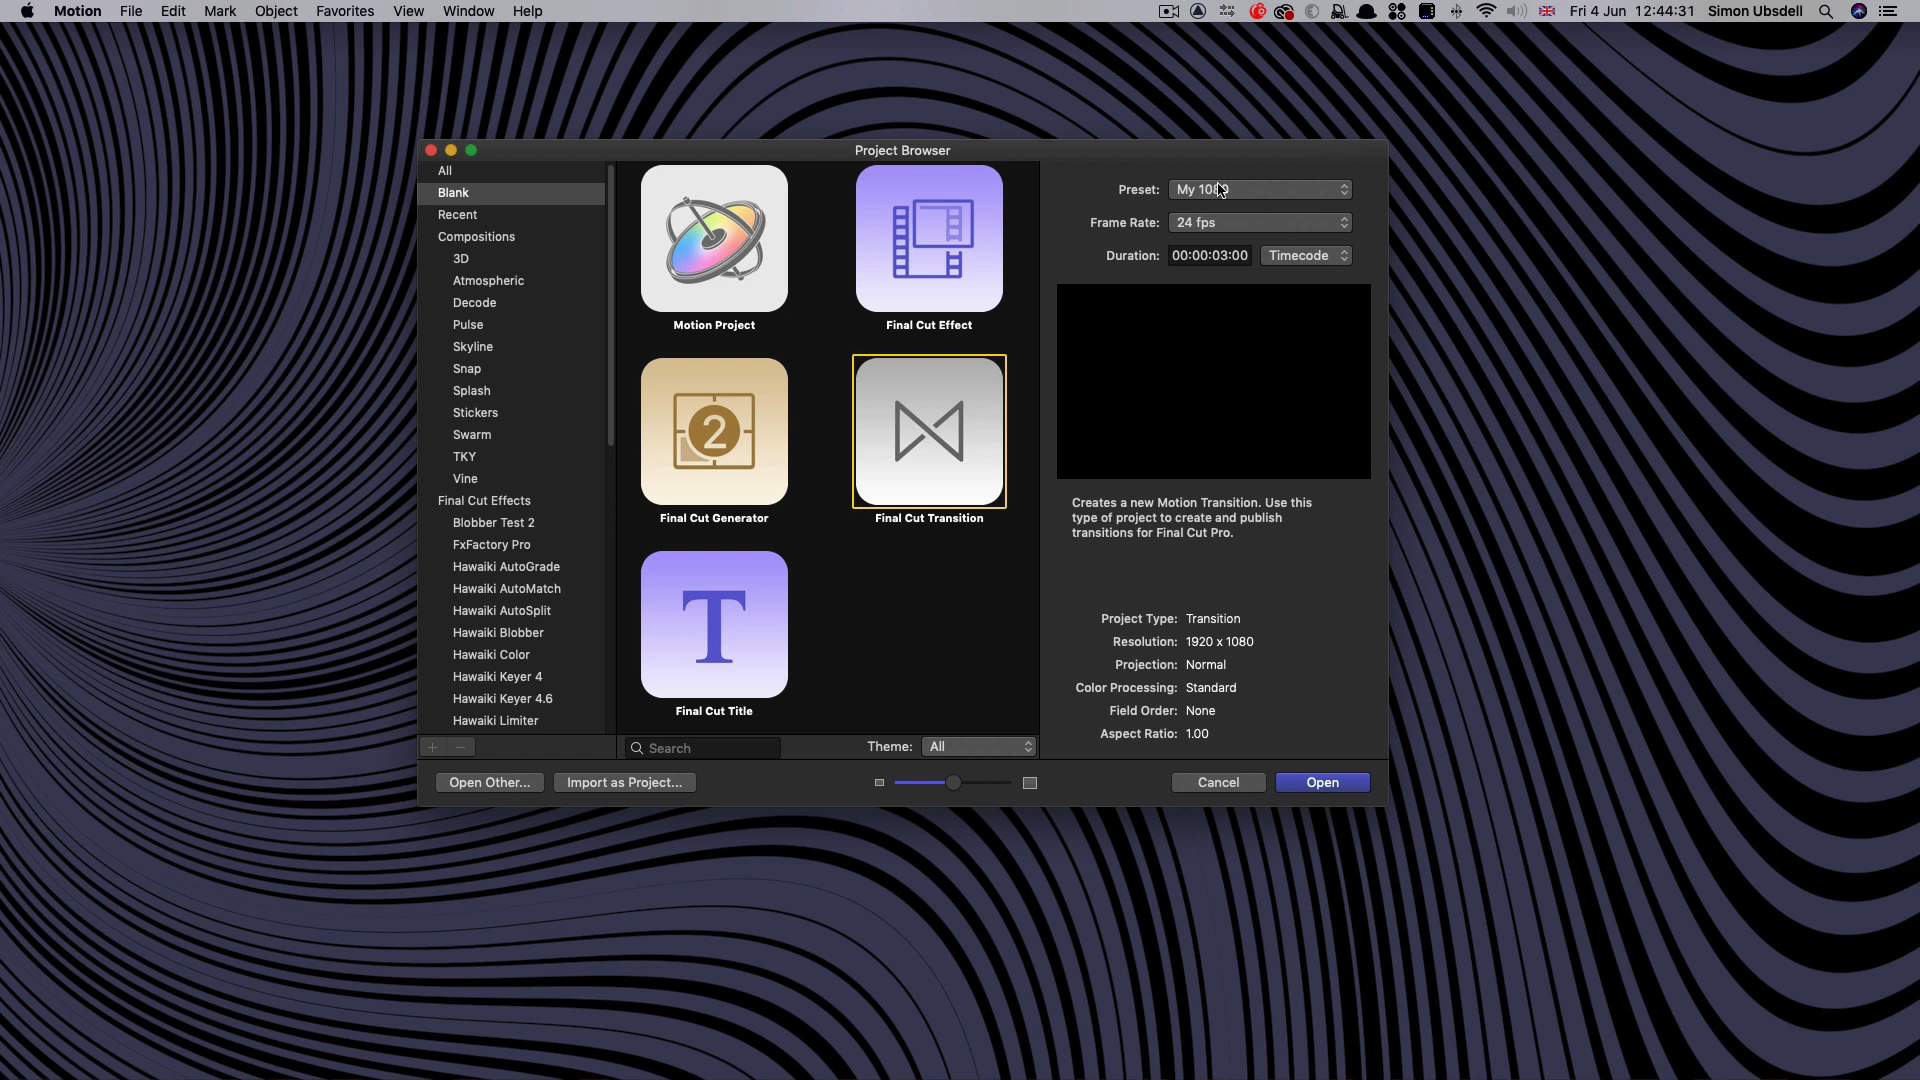 Motion File Edit Mark Object Favorites View Window Help Fri 4 Jun 12:44:31 Simon Ubsdell
Project Browser
All
Blank
Recent
Compositions
3D
Atmospheric
Decode
Pulse
Skyline
Snap
Splash
Stickers
Swarm
TKY
Vine
Final Cut Effects
Blobber Test 2
FxFactory Pro
Hawaiki AutoGrade
Hawaiki AutoMatch
Hawaiki AutoSplit
Hawaiki Blobber
Hawaiki Color
Hawaiki Keyer 4
Hawaiki Keyer 4.6
Hawaiki Limiter
Motion Project
Final Cut Effect
2
Final Cut Generator
Final Cut Transition
T
Final Cut Title
Search
Theme: All
Preset: My 1080
Frame Rate: 24 fps
Duration: 00:00:03:00 Timecode
Creates a new Motion Transition. Use this
type of project to create and publish
transitions for Final Cut Pro.
Project Type: Transition
Resolution: 1920 x 1080
Projection: Normal
Color Processing: Standard
Field Order: None
Aspect Ratio: 1.00
Open Other...
Import as Project...
Cancel
Open